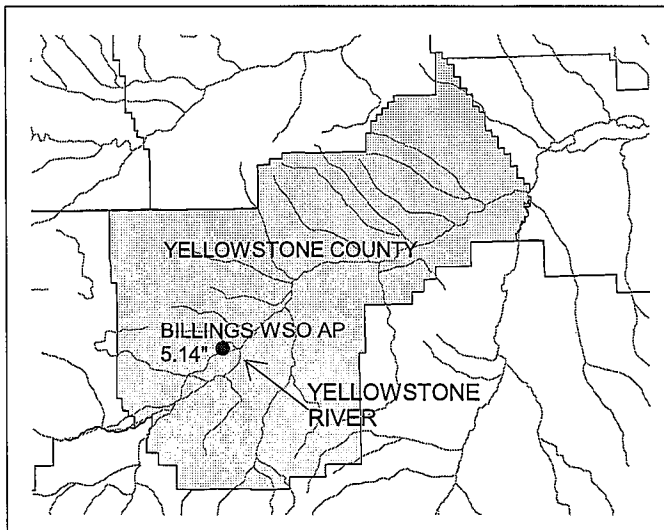 YELLOWSTONE COUNTY
BILLINGS WSO AP
5.14"
YELLOWSTONE
RIVER